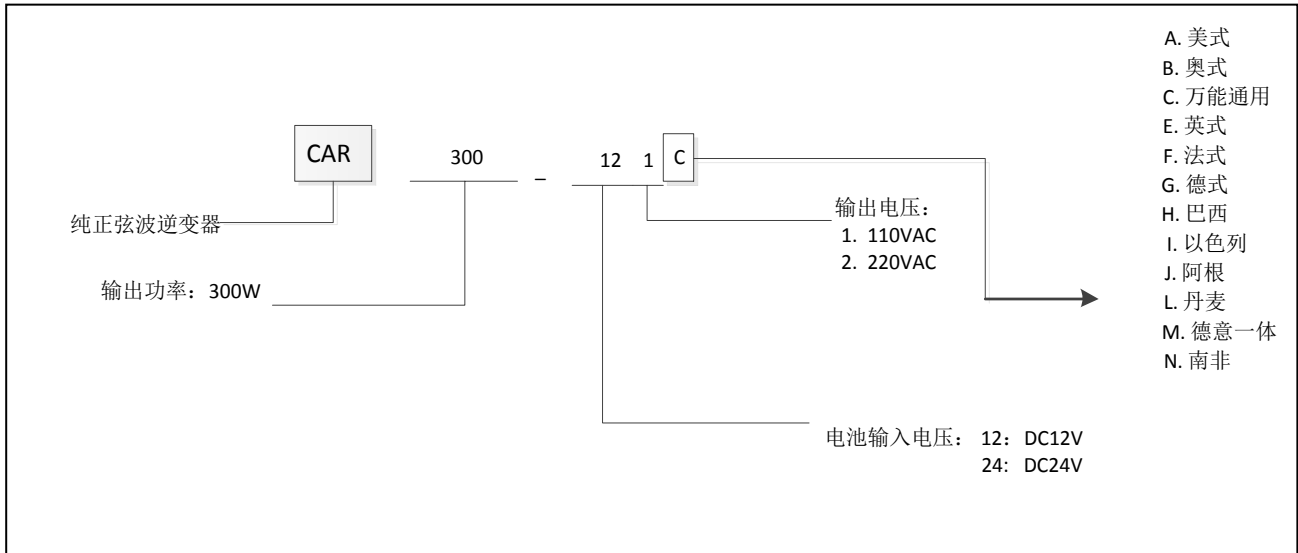 CAR 300 – 12 1 C
纯正弦波逆变器
输出功率：300W
输出电压：
1. 110VAC
2. 220VAC
电池输入电压： 12： DC12V
24: DC24V
A. 美式
B. 奥式
C. 万能通用
E. 英式
F. 法式
G. 德式
H. 巴西
I. 以色列
J. 阿根
L. 丹麦
M. 德意一体
N. 南非